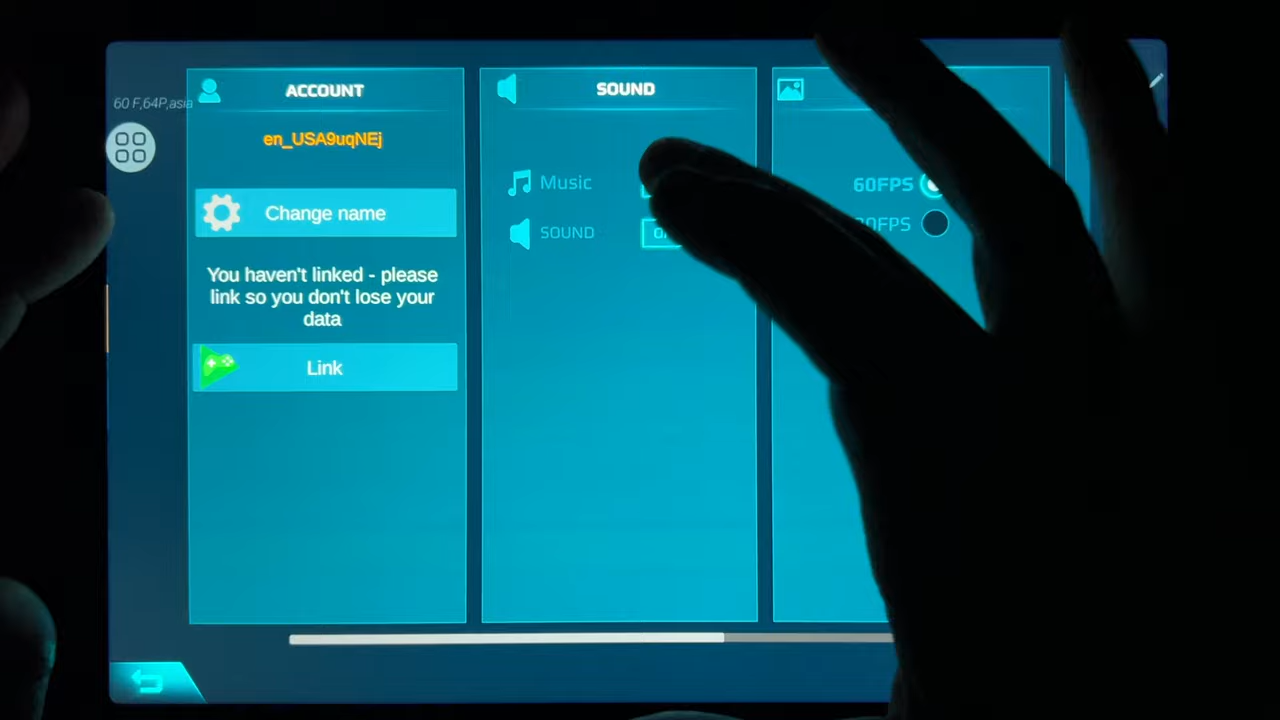 60 F,64P,asia
ACCOUNT
en_USA9uqNEj
Change name
You haven't linked - please
link so you don't lose your
data
Link
SOUND
Music
SOUND
60FPS